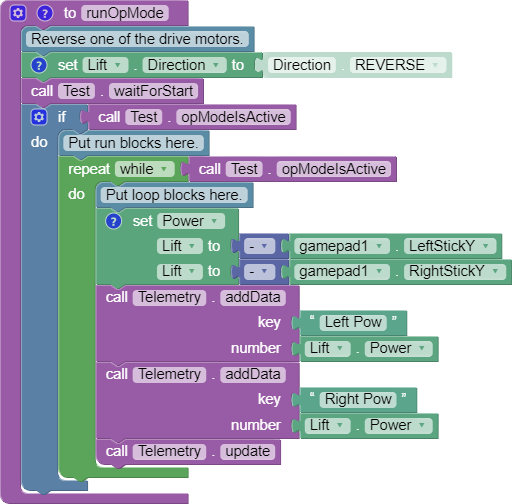 to runOpMode
Reverse one of the drive motors.
set Lift . Direction to Direction . REVERSE
call Test . waitForStart
if call Test . opModeIsActive
do Put run blocks here.
repeat while call Test . opModeIsActive
do Put loop blocks here.
set Power
Lift to - gamepad1 . LeftStickY
Lift to - gamepad1 . RightStickY
call Telemetry . addData
key “ Left Pow ”
number Lift . Power
call Telemetry . addData
key “ Right Pow ”
number Lift . Power
call Telemetry . update